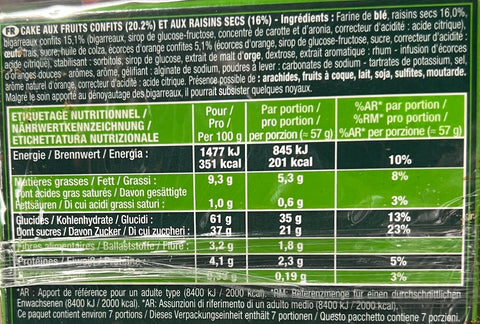 FR CAKE AUX FRUITS CONFITS (20.2%) ET AUX RAISINS SECS (16%) - Ingrédients : Farine de blé, raisins secs 16,0%,
bigarreaux confits 15,1% (bigarreaux, sirop de glucose-fructose, concentré de carotte et d'aronia, correcteur d'acidité : acide citrique),
œufs frais, sucre, huile de colza, écorces d'orange confites 5,1% (écorces d'orange, sirop de glucose-fructose, sucre, correcteur d'acidité :
acide citrique), stabilisant : sorbitols, sirop de glucose, extrait de malt d'orge, dextrose, extrait aromatique : rhum - infusion d'écorces
d'oranges douces - arômes, arôme, gélifiant : alginate de sodium, poudres à lever : carbonates de sodium - tartrates de potassium, sel,
arôme naturel d'orange, correcteur d'acidité : acide citrique. Présence possible de : arachides, fruits à coque, lait, soja, sulfites, moutarde.
Malgré le soin apporté au dénoyautage des bigarreaux, il pourrait subsister quelques noyaux.
ETIQUETAGE NUTRITIONNEL /
NÄHRWERTKENNZEICHNUNG /
ETICHETTATURA NUTRIZIONALE
Pour /
Pro /
Per 100 g
Par portion /
pro portion /
per porzion (≈ 57 g)
%AR* par portion /
%RM* pro portion /
%AR* per porzione (≈ 57 g)
Energie / Brennwert / Energia :
1477 kJ
351 kcal
845 kJ
201 kcal
10%
Matières grasses / Fett / Grassi :
9,3 g
5,3 g
8%
Dont acides gras saturés / Davon gesättigte
Fettsäuren / Di cui acidi grassi saturi :
1,0 g
0,6 g
3%
Glucides / Kohlenhydrate / Glucidi :
61 g
35 g
13%
Dont sucres / Davon Zucker / Di cui zuccheri :
37 g
21 g
23%
Fibres alimentaires / Ballaststoffe / Fibre :
3,2 g
1,8 g
Protéines / Eiweiß / Proteine :
4,1 g
2,3 g
5%
0,19 g
3%
*AR : Apport de référence pour un adulte type (8400 kJ / 2000 kcal). *RM: Referenzmenge für einen durchschnittlichen
Erwachsenen (8400 kJ / 2000 kcal). *AR: Assunzioni di riferimento di un adulto medio (8400 kJ / 2000 kcal).
Ce paquet contient environ 7 portions / Dieses Verpackungseinheit enthält 7 Portionen / Questo pacchetto contiene 7 porzioni.